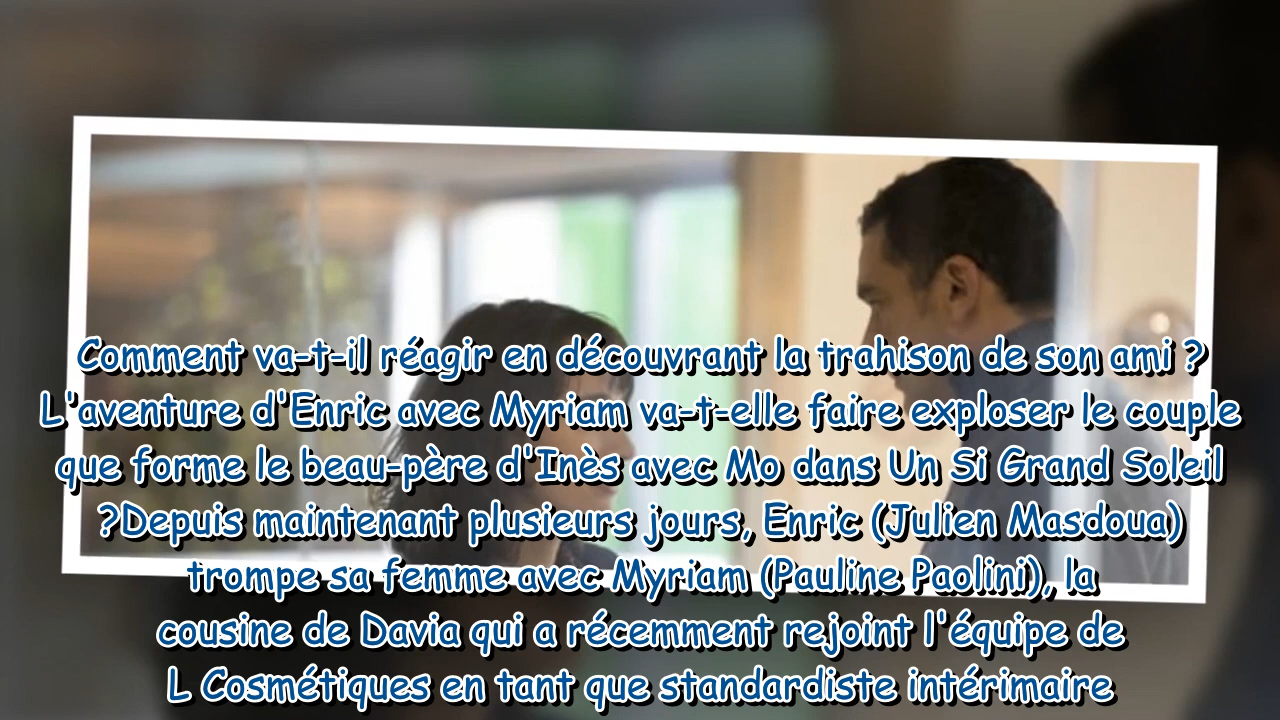 Comment va-t-il réagir en découvrant la trahison de son ami ?
L'aventure d'Enric avec Myriam va-t-elle faire exploser le couple
que forme le beau-père d'Inès avec Mo dans Un Si Grand Soleil
?Depuis maintenant plusieurs jours, Enric (Julien Masdoua)
trompe sa femme avec Myriam (Pauline Paolini), la
cousine de Davia qui a récemment rejoint l'équipe de
L Cosmétiques en tant que standardiste intérimaire